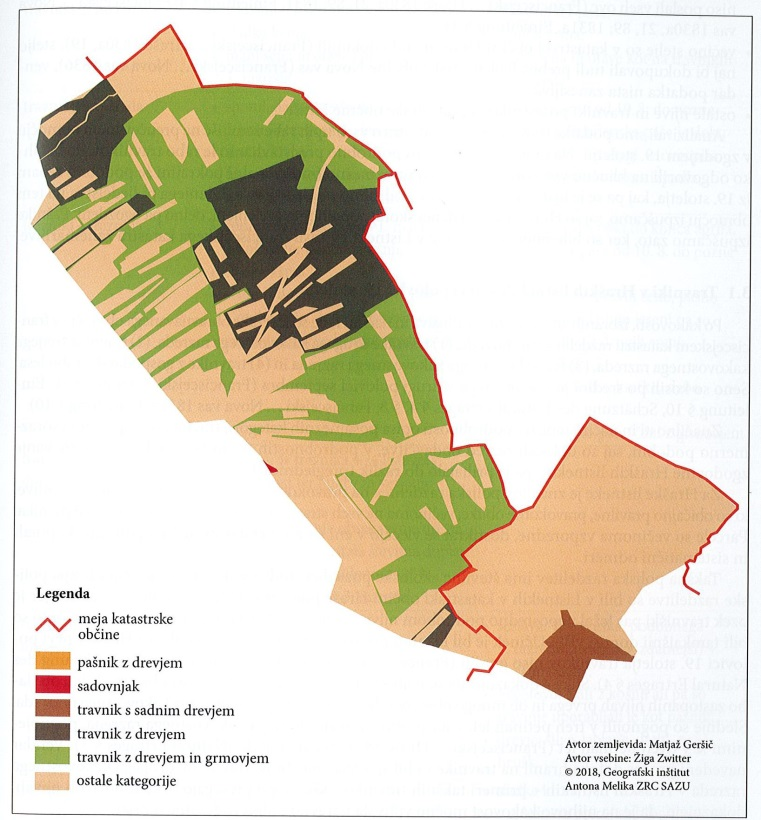 Legenda
meja katastrske
občine
pašnik z drevjem
sadovnjak
travnik s sadnim drevjem
travnik z drevjem
travnik z drevjem in grmovjem
ostale kategorije
Avtor zemljevida: Matjaž Geršič
Avtor vsebine: Žiga Zwitter
© 2018, Geografski inštitut
Antona Melika ZRC SAZU